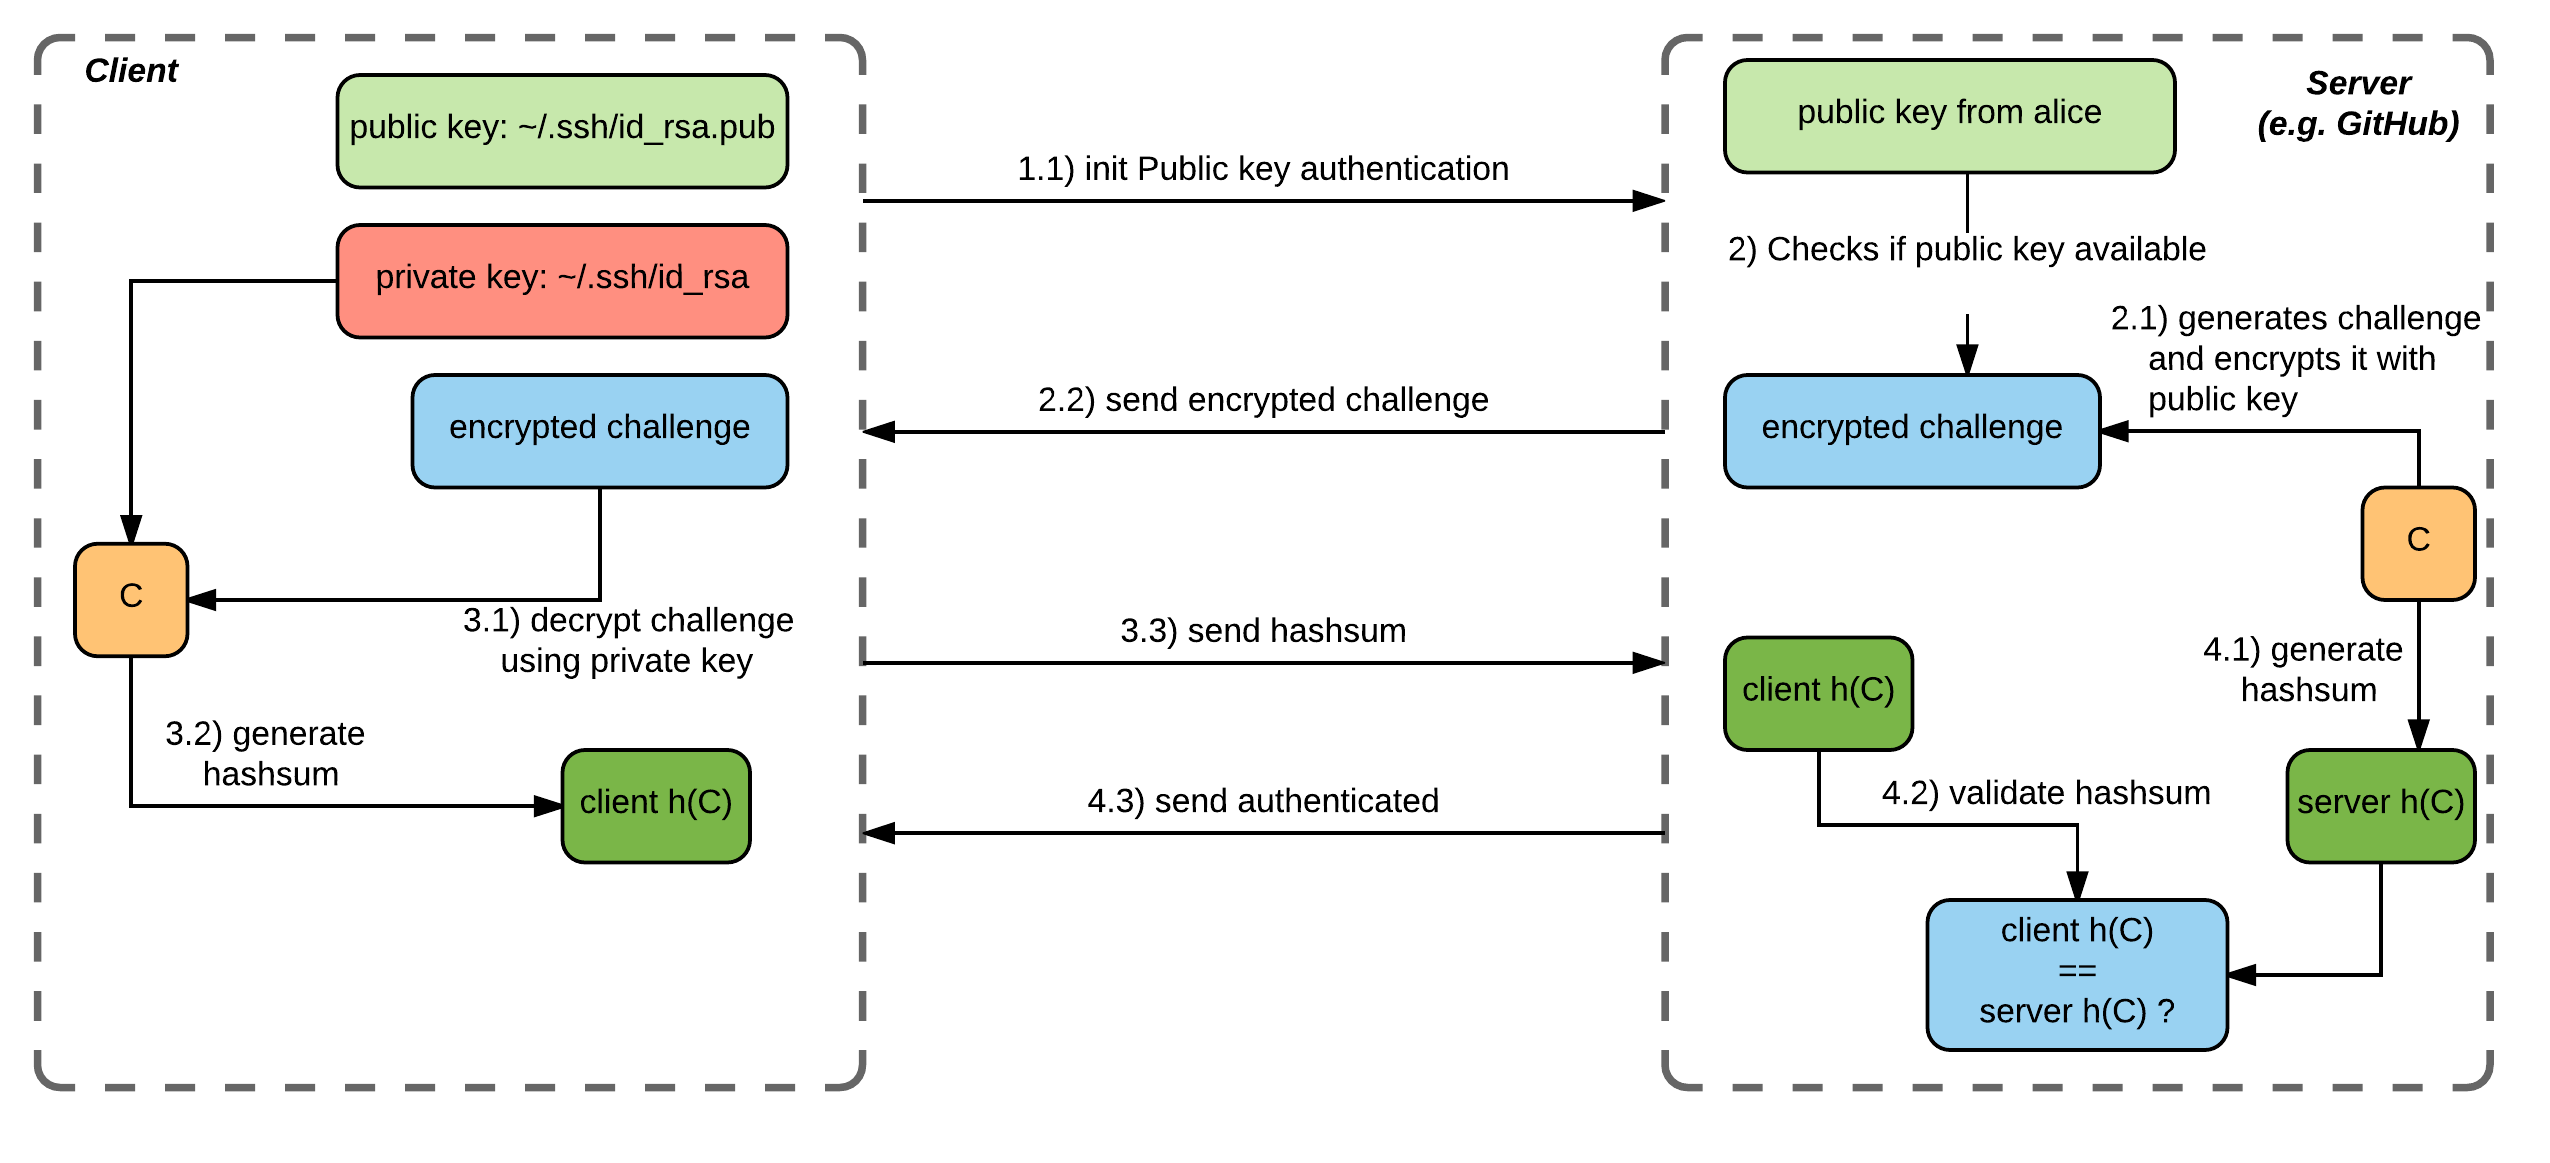 Client
public key: ~/.ssh/id_rsa.pub
private key: ~/.ssh/id_rsa
encrypted challenge
C
3.1) decrypt challenge
using private key
3.2) generate
hashsum
client h(C)
1.1) init Public key authentication
2.2) send encrypted challenge
3.3) send hashsum
4.3) send authenticated
Server
(e.g. GitHub)
public key from alice
2) Checks if public key available
2.1) generates challenge
and encrypts it with
public key
encrypted challenge
C
4.1) generate
hashsum
client h(C)
4.2) validate hashsum
server h(C)
client h(C)
==
server h(C) ?